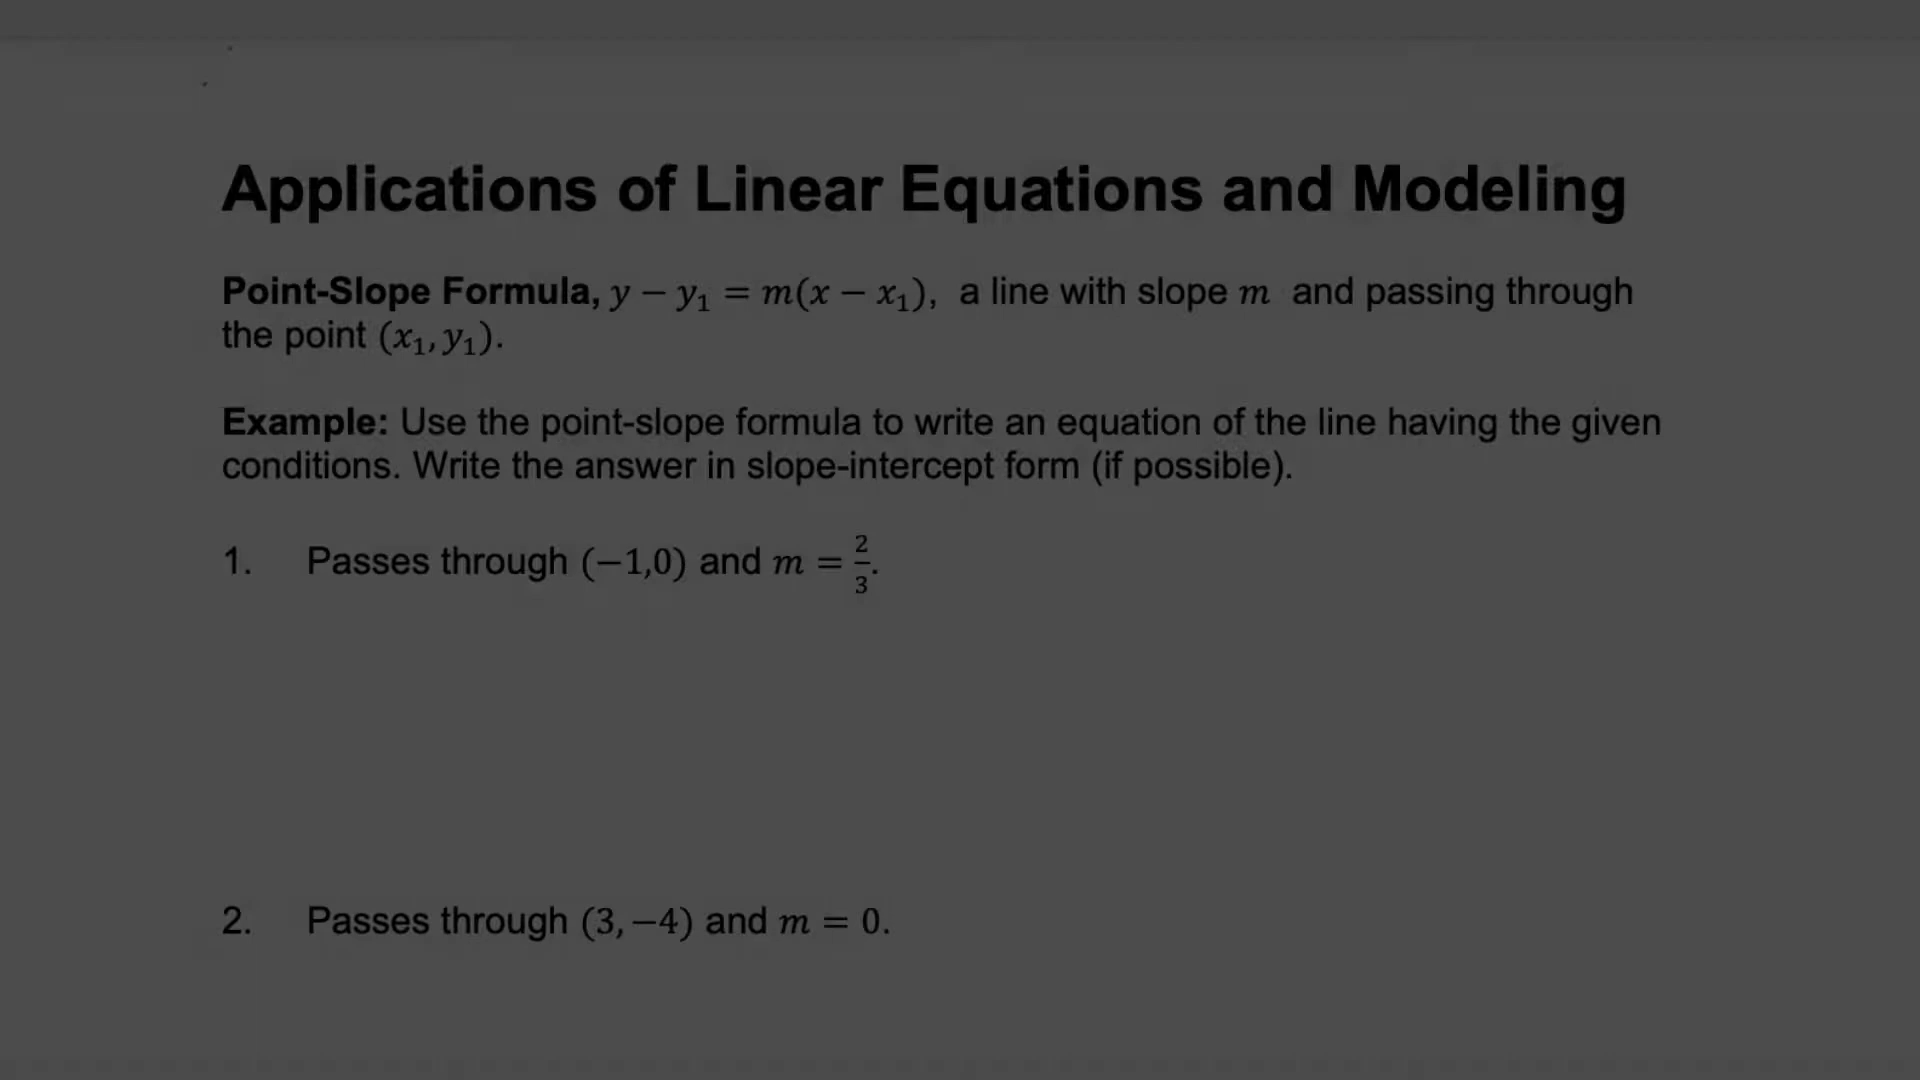 Applications of Linear Equations and Modeling
Point-Slope Formula, y − y₁ = m(x − x₁), a line with slope m and passing through
the point (x₁, y₁).
Example: Use the point-slope formula to write an equation of the line having the given
conditions. Write the answer in slope-intercept form (if possible).
1. Passes through (−1,0) and m = 2/3.
2. Passes through (3, −4) and m = 0.